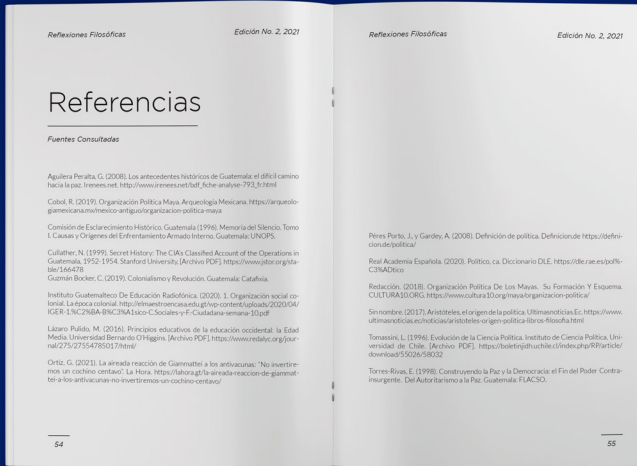 Reflexiones Filosóficas
Edición No. 2, 2021
Referencias
Fuentes Consultadas
Aguilera Peralta, G. (2008). Los antecedentes históricos de Guatemala: el difícil camino
hacia la paz. Irenees.net. http://www.irenees.net/bdf_fiche-analyse-793_fr.html
Cobol, R. (2019). Organización Política Maya. Arqueología Mexicana. https://arqueolo-
giamexicana.mx/mexico-antiguo/organizacion-politica-maya
Comisión de Esclarecimiento Histórico. Guatemala (1996). Memoria del Silencio. Tomo
I. Causas y Orígenes del Enfrentamiento Armado Interno. Guatemala: UNOPS.
Cullather, N. (1999). Secret History: The CIA's Classified Account of the Operations in
Guatemala, 1952-1954. Stanford University. [Archivo PDF]. https://www.jstor.org/sta-
ble/166478
Guzmán Böcker, C. (2019). Colonialismo y Revolución. Guatemala: Catafixia.
Instituto Guatemalteco De Educación Radiofónica. (2020). 1. Organización social co-
lonial. La época colonial. http://elmaestroencasa.edu.gt/wp-content/uploads/2020/04/
IGER-1.%C2%BA-B%C3%A1sico-C.Sociales-y-F.-Ciudadana-semana-10.pdf
Lázaro Pulido, M. (2016). Principios educativos de la educación occidental: la Edad
Media. Universidad Bernardo O'Higgins. [Archivo PDF]. https://www.redalyc.org/jour-
nal/275/27554785017/html/
Ortiz, G. (2021). La aireada reacción de Giammattei a los antivacunas: "No invertire-
mos un cochino centavo". La Hora. https://lahora.gt/la-aireada-reaccion-de-giammat-
tei-a-los-antivacunas-no-invertiremos-un-cochino-centavo/
54
Reflexiones Filosóficas
Edición No. 2, 2021
Péres Porto, J., y Gardey, A. (2008). Definición de política. Definicion.de https://defini-
cion.de/politica/
Real Academia Española. (2020). Político, ca. Diccionario DLE. https://dle.rae.es/pol%-
C3%ADtico
Redacción. (2018). Organización Política De Los Mayas. Su Formación Y Esquema.
CULTURA10.ORG. https://www.cultura10.org/maya/organizacion-politica/
Sin nombre. (2017). Aristóteles, el origen de la política. Ultimasnoticias.Ec. https://www.
ultimasnoticias.ec/noticias/aristoteles-origen-politica-libros-filosofia.html
Tomassini, L. (1996). Evolución de la Ciencia Política. Instituto de Ciencia Política, Uni-
versidad de Chile. [Archivo PDF]. https://boletinjidh.uchile.cl/index.php/RP/article/
download/55026/58032
Torres-Rivas, E. (1998). Construyendo la Paz y la Democracia: el Fin del Poder Contra-
insurgente. Del Autoritarismo a la Paz. Guatemala: FLACSO.
55